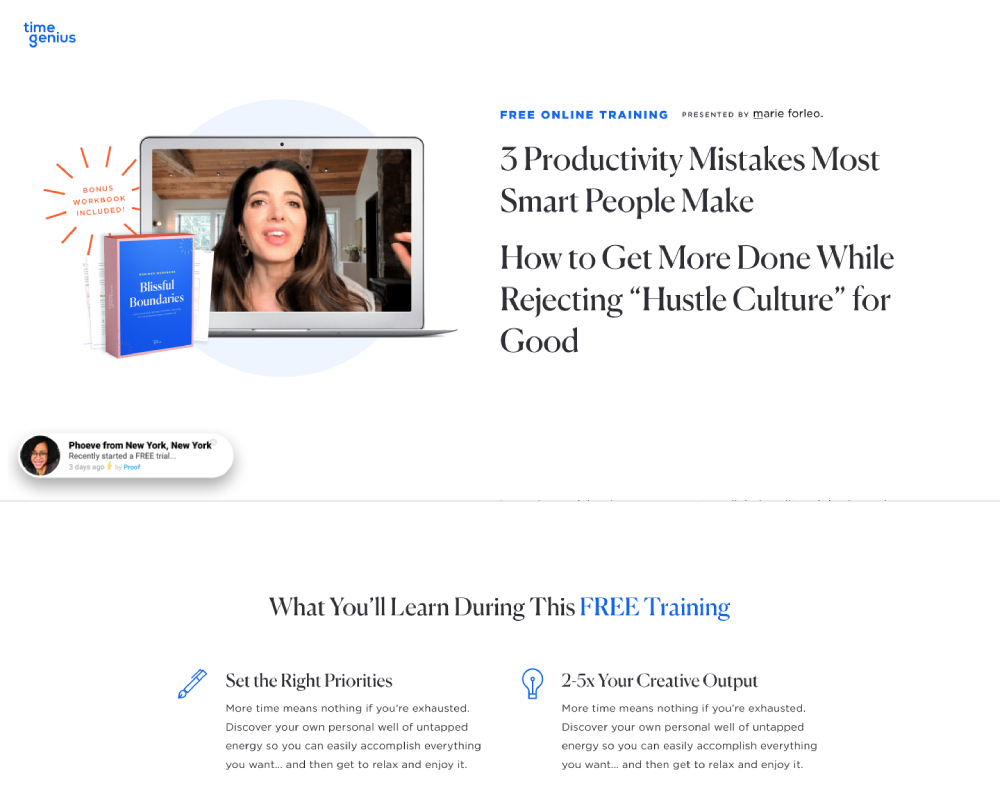 time
genius
FREE ONLINE TRAINING PRESENTED BY marie forleo.
3 Productivity Mistakes Most
Smart People Make
How to Get More Done While
Rejecting “Hustle Culture” for
Good
BONUS
WORKBOOK
INCLUDED!
Blissful
Boundaries
Phoeve from New York, New York
Recently started a FREE trial...
3 days ago by Proof
What You’ll Learn During This FREE Training
Set the Right Priorities
More time means nothing if you’re exhausted.
Discover your own personal well of untapped
energy so you can easily accomplish everything
you want... and then get to relax and enjoy it.
2-5x Your Creative Output
More time means nothing if you’re exhausted.
Discover your own personal well of untapped
energy so you can easily accomplish everything
you want... and then get to relax and enjoy it.